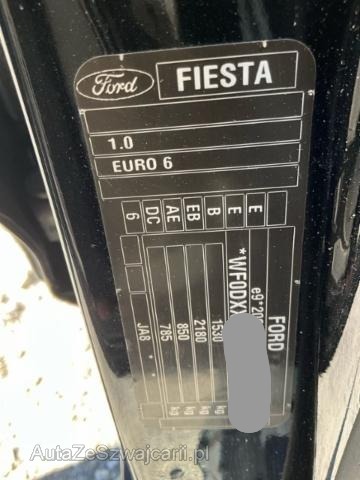 Ford
FIESTA
1.0
EURO 6
6 DC AE EB B E E
FORD
e9*20
*WF0DXX
1530 kg
2180 kg
850 kg
785 kg
JA8
AutaZeSzwajcarii.pl